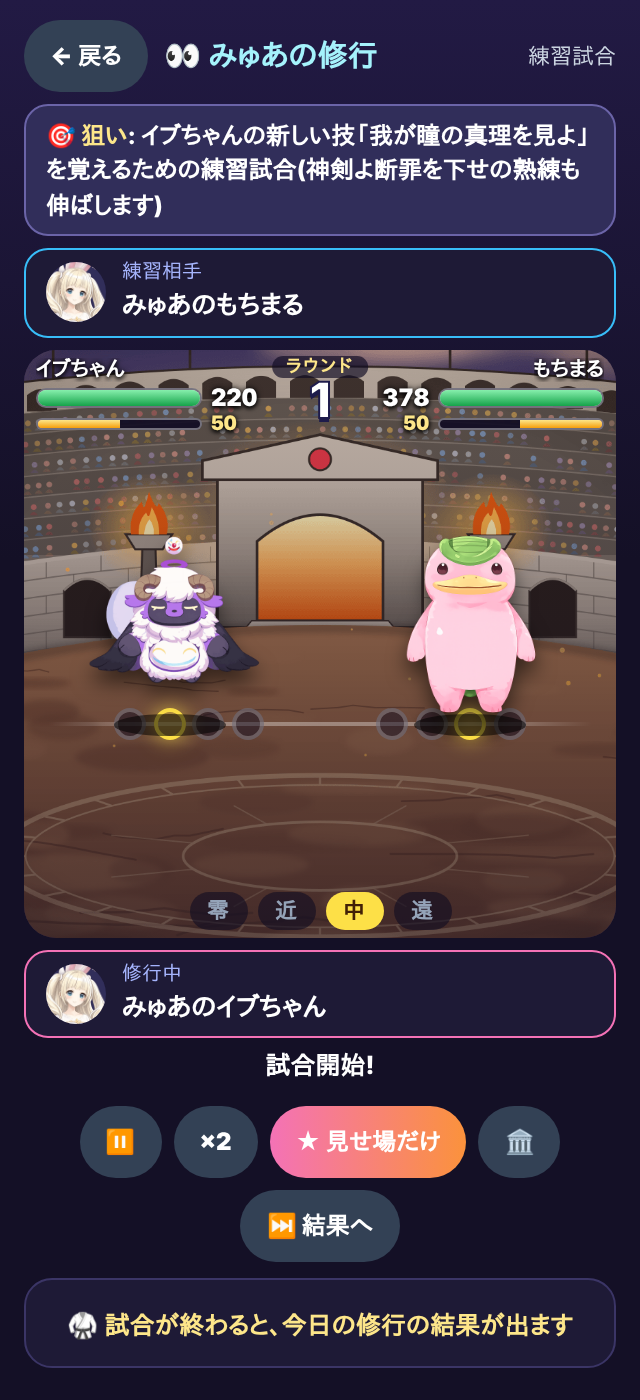 ← 戻る
👀 みゅあの修行
練習試合
🎯 狙い: イブちゃんの新しい技「我が瞳の真理を見よ」
を覚えるための練習試合(神剣よ断罪を下せの熟練も
伸ばします)
練習相手
みゅあのもちまる
イブちゃん
ラウンド
もちまる
220
1
378
50
50
零
近
中
遠
修行中
みゅあのイブちゃん
試合開始!
⏸️
×2
★ 見せ場だけ
🏛️
⏭️ 結果へ
🥋 試合が終わると、今日の修行の結果が出ます